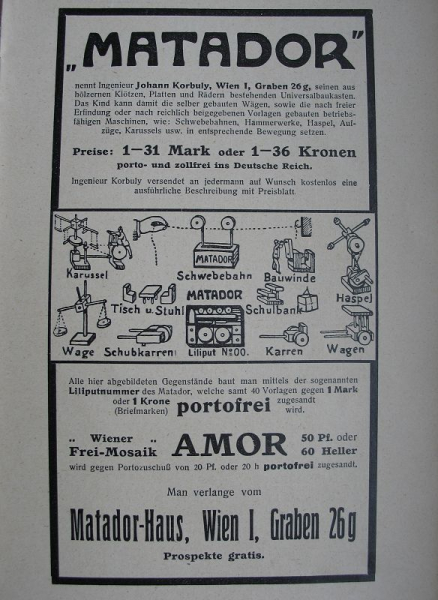 „MATADOR"
nennt Ingenieur Johann Korbuly, Wien I, Graben 26 g, seinen aus
hölzernen Klötzen, Platten und Rädern bestehenden Universalbaukasten.
Das Kind kann damit die selber gebauten Wägen, sowie die nach freier
Erfindung oder nach reichlich beigegebenen Vorlagen gebauten betriebs-
fähigen Maschinen, wie: Schwebebahnen, Hammerwerke, Haspel, Auf-
züge, Karussels usw. in entsprechende Bewegung setzen.
Preise: 1—31 Mark oder 1—36 Kronen
porto- und zollfrei ins Deutsche Reich.
Ingenieur Korbuly versendet an jedermann auf Wunsch kostenlos eine
ausführliche Beschreibung mit Preisblatt
MATADOR
Karussel
Schwebebahn
Bauwinde
Haspel
Tisch u. Stuhl
MATADOR
Schulbank
Wage
Schubkarren
Liliput No 00.
Karren
Wagen
Alle hier abgebildeten Gegenstände baut man mittels der sogenannten
Liliputnummer des Matador, welche samt 40 Vorlagen gegen 1 Mark
oder 1 Krone (Briefmarken) portofrei zugesandt wird.
„ Wiener „ Frei-Mosaik AMOR 50 Pf. oder 60 Heller
wird gegen Portozuschuß von 20 Pf. oder 20 h portofrei zugesandt.
Man verlange vom
Matador-Haus, Wien I, Graben 26 g
Prospekte gratis.